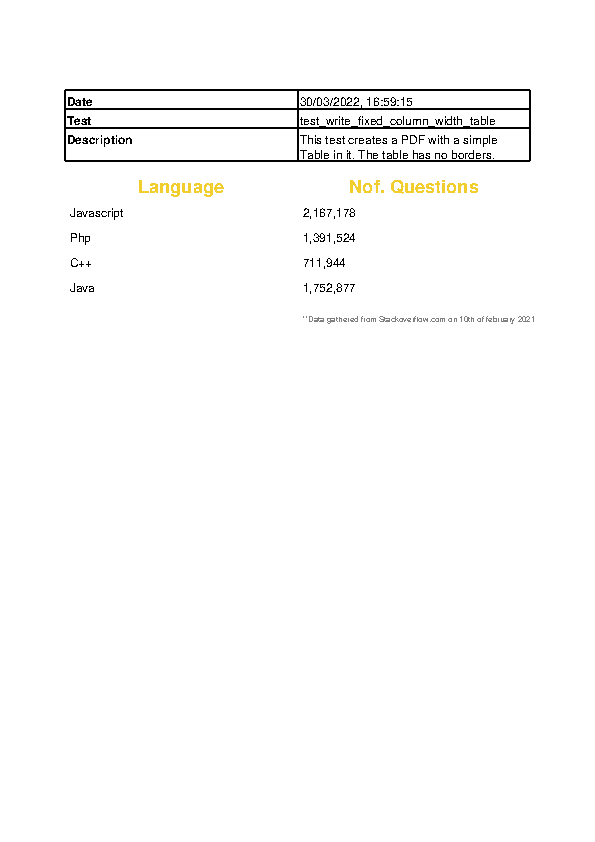 Date 30/03/2022, 16:59:15
Test test_write_fixed_column_width_table
Description This test creates a PDF with a simple
Table in it. The table has no borders.
Language Nof. Questions
Javascript 2,167,178
Php 1,391,524
C++ 711,944
Java 1,752,877
**Data gathered from Stackoverflow.com on 10th of february 2021